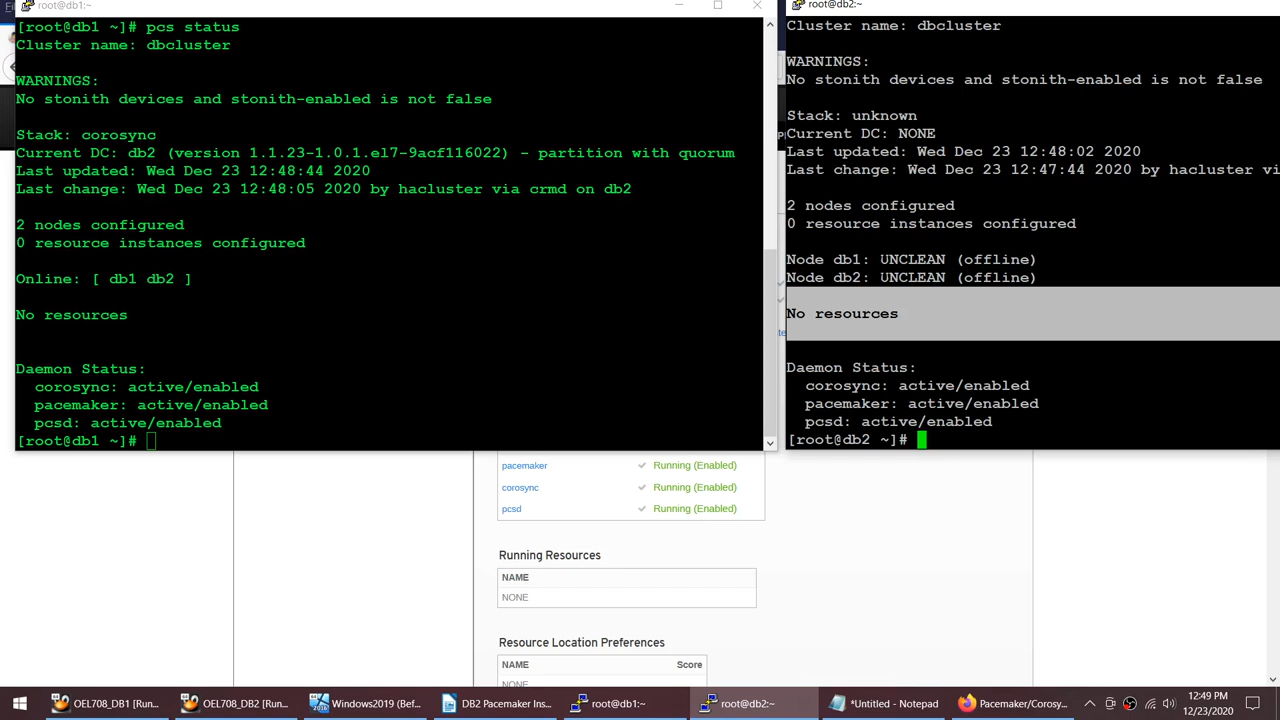 root@db1:~
[root@db1 ~]# pcs status
Cluster name: dbcluster
WARNINGS:
No stonith devices and stonith-enabled is not false
Stack: corosync
Current DC: db2 (version 1.1.23-1.0.1.el7-9acf116022) - partition with quorum
Last updated: Wed Dec 23 12:48:44 2020
Last change: Wed Dec 23 12:48:05 2020 by hacluster via crmd on db2
2 nodes configured
0 resource instances configured
Online: [ db1 db2 ]
No resources
Daemon Status:
corosync: active/enabled
pacemaker: active/enabled
pcsd: active/enabled
[root@db1 ~]#
root@db2:~
Cluster name: dbcluster
WARNINGS:
No stonith devices and stonith-enabled is not false
Stack: unknown
Current DC: NONE
Last updated: Wed Dec 23 12:48:02 2020
Last change: Wed Dec 23 12:47:44 2020 by hacluster vi
2 nodes configured
0 resource instances configured
Node db1: UNCLEAN (offline)
Node db2: UNCLEAN (offline)
No resources
Daemon Status:
corosync: active/enabled
pacemaker: active/enabled
pcsd: active/enabled
[root@db2 ~]#
pacemaker Running (Enabled)
corosync Running (Enabled)
pcsd Running (Enabled)
Running Resources
NAME
NONE
Resource Location Preferences
NAME Score
NONE
OEL708_DB1 [Run...
OEL708_DB2 [Run...
Windows2019 (Bef...
DB2 Pacemaker Ins...
root@db1:~
root@db2:~
*Untitled - Notepad
Pacemaker/Corosy...
12:49 PM
12/23/2020